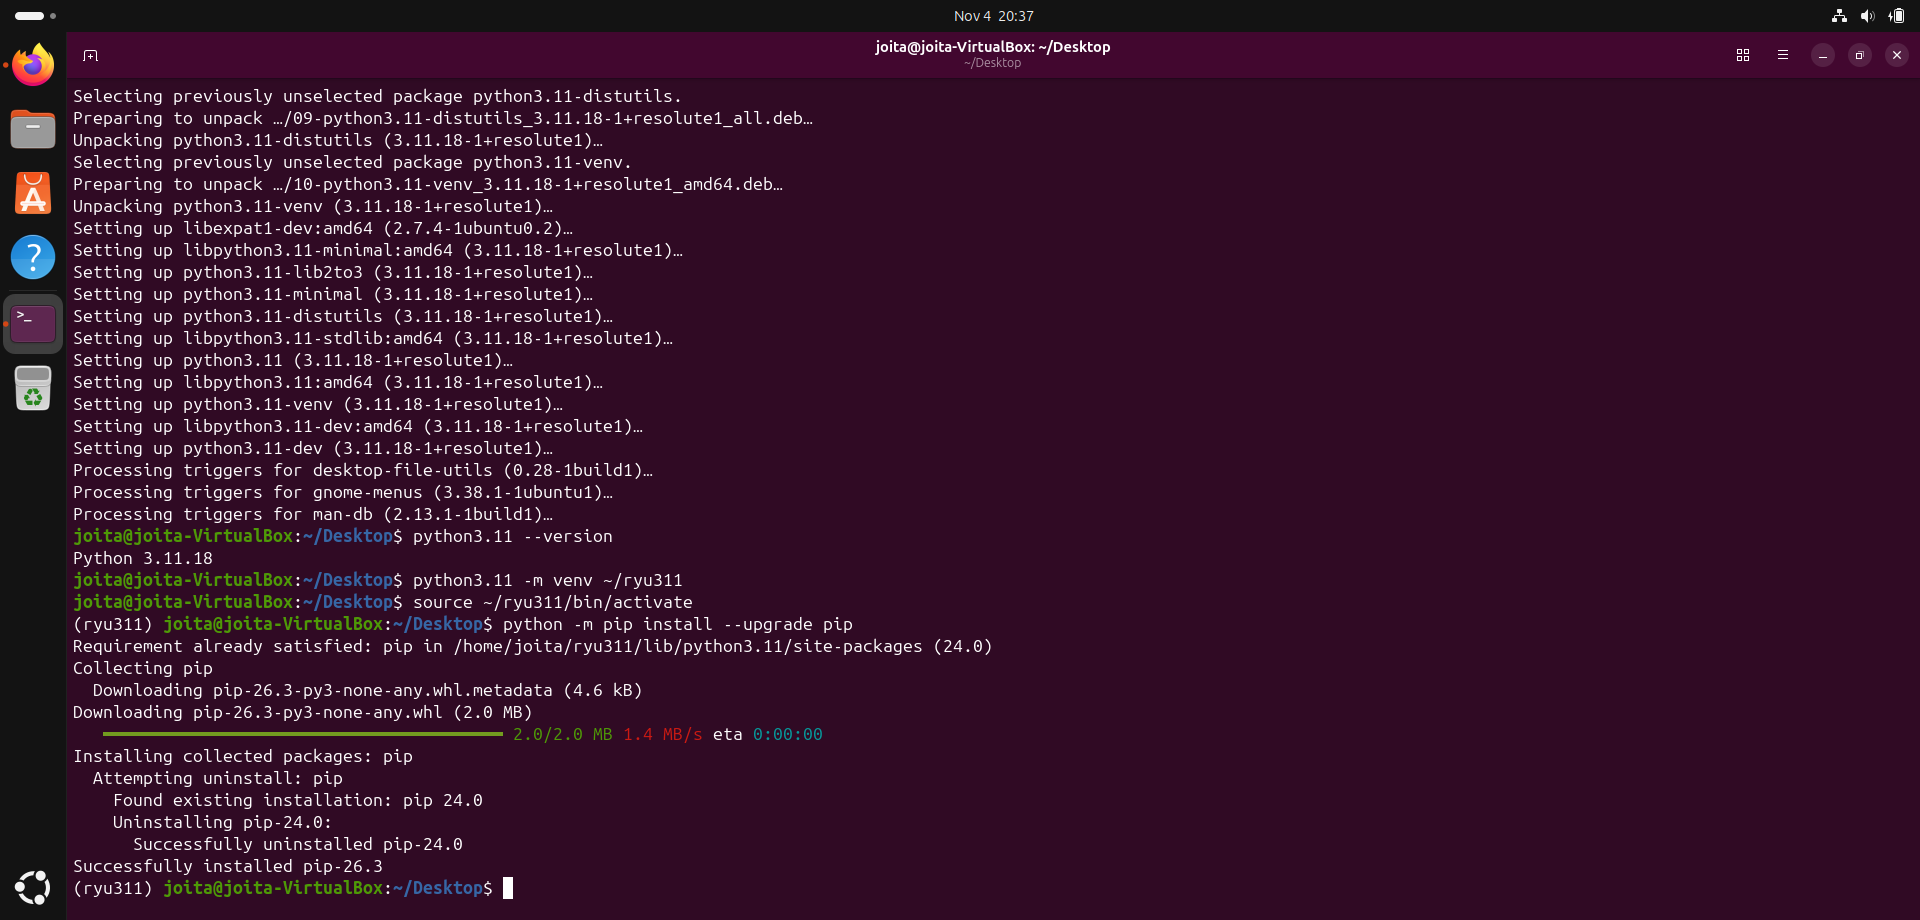 Nov 4 20:37
joita@joita-VirtualBox: ~/Desktop
~/Desktop
Selecting previously unselected package python3.11-distutils.
Preparing to unpack …/09-python3.11-distutils_3.11.18-1+resolute1_all.deb…
Unpacking python3.11-distutils (3.11.18-1+resolute1)…
Selecting previously unselected package python3.11-venv.
Preparing to unpack …/10-python3.11-venv_3.11.18-1+resolute1_amd64.deb…
Unpacking python3.11-venv (3.11.18-1+resolute1)…
Setting up libexpat1-dev:amd64 (2.7.4-1ubuntu0.2)…
Setting up libpython3.11-minimal:amd64 (3.11.18-1+resolute1)…
Setting up python3.11-lib2to3 (3.11.18-1+resolute1)…
Setting up python3.11-minimal (3.11.18-1+resolute1)…
Setting up python3.11-distutils (3.11.18-1+resolute1)…
Setting up libpython3.11-stdlib:amd64 (3.11.18-1+resolute1)…
Setting up python3.11 (3.11.18-1+resolute1)…
Setting up libpython3.11:amd64 (3.11.18-1+resolute1)…
Setting up python3.11-venv (3.11.18-1+resolute1)…
Setting up libpython3.11-dev:amd64 (3.11.18-1+resolute1)…
Setting up python3.11-dev (3.11.18-1+resolute1)…
Processing triggers for desktop-file-utils (0.28-1build1)…
Processing triggers for gnome-menus (3.38.1-1ubuntu1)…
Processing triggers for man-db (2.13.1-1build1)…
joita@joita-VirtualBox:~/Desktop$ python3.11 --version
Python 3.11.18
joita@joita-VirtualBox:~/Desktop$ python3.11 -m venv ~/ryu311
joita@joita-VirtualBox:~/Desktop$ source ~/ryu311/bin/activate
(ryu311) joita@joita-VirtualBox:~/Desktop$ python -m pip install --upgrade pip
Requirement already satisfied: pip in /home/joita/ryu311/lib/python3.11/site-packages (24.0)
Collecting pip
Downloading pip-26.3-py3-none-any.whl.metadata (4.6 kB)
Downloading pip-26.3-py3-none-any.whl (2.0 MB)
2.0/2.0 MB 1.4 MB/s eta 0:00:00
Installing collected packages: pip
Attempting uninstall: pip
Found existing installation: pip 24.0
Uninstalling pip-24.0:
Successfully uninstalled pip-24.0
Successfully installed pip-26.3
(ryu311) joita@joita-VirtualBox:~/Desktop$